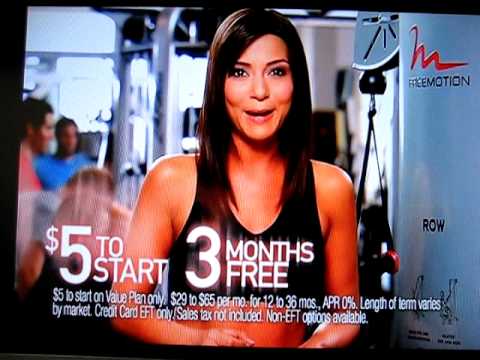 FREEMOTION
ROW
$5 TO START
3 MONTHS FREE
$5 to start on Value Plan only. $29 to $65 per mo. for 12 to 36 mos., APR 0%. Length of term varies
by market. Credit Card EFT only./Sales tax not included. Non-EFT options available.